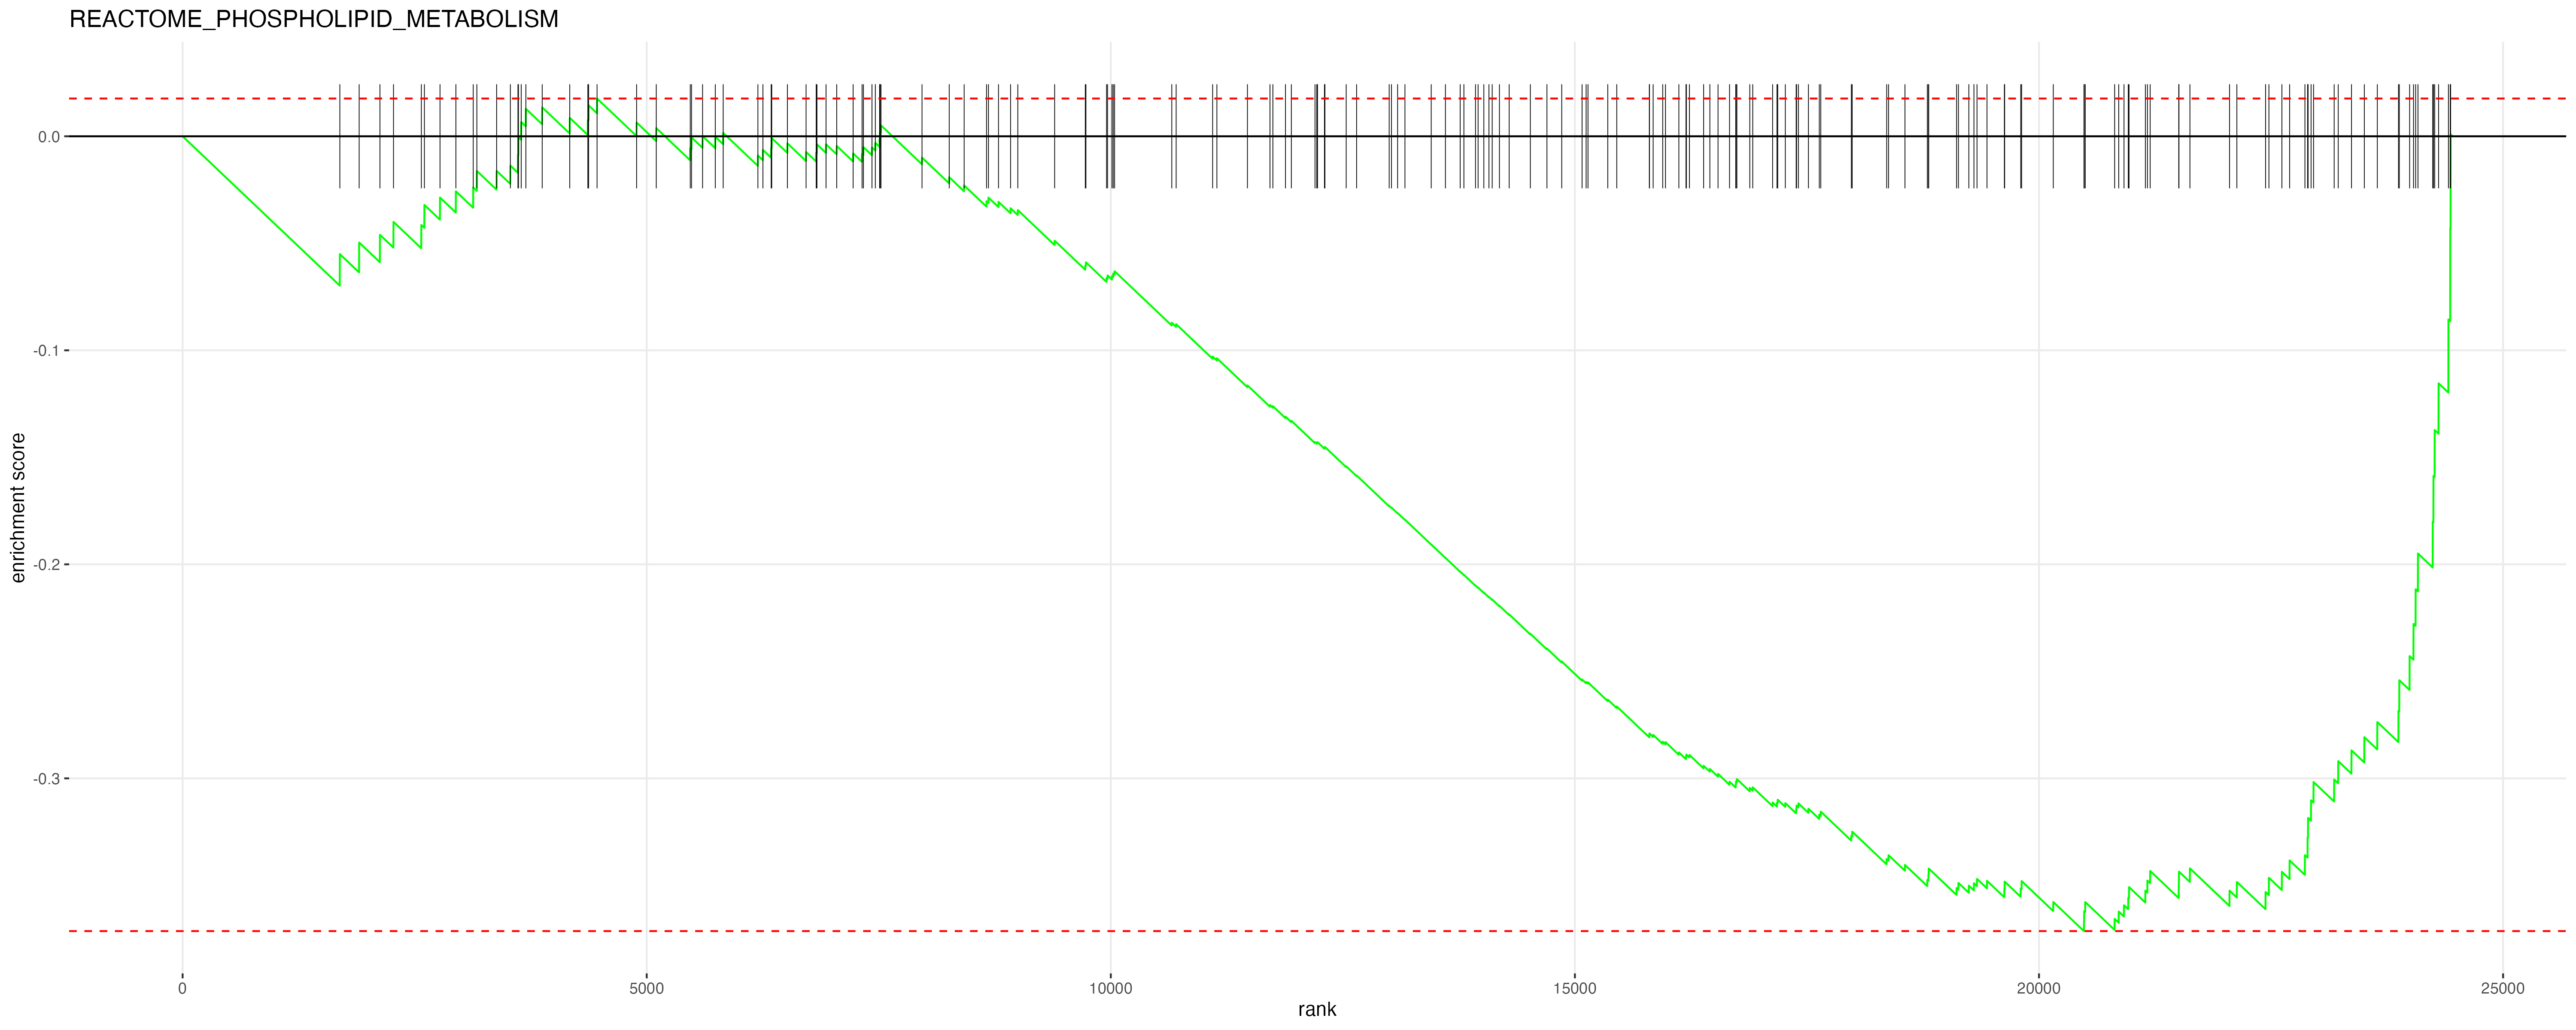 REACTOME_PHOSPHOLIPID_METABOLISM
enrichment score
0.0
-0.1
-0.2
-0.3
0 5000 10000 15000 20000 25000
rank